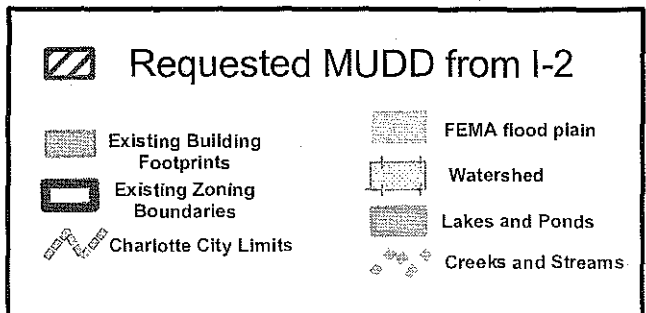 Requested MUDD from I-2
Existing Building
Footprints
Existing Zoning
Boundaries
Charlotte City Limits
FEMA flood plain
Watershed
Lakes and Ponds
Creeks and Streams